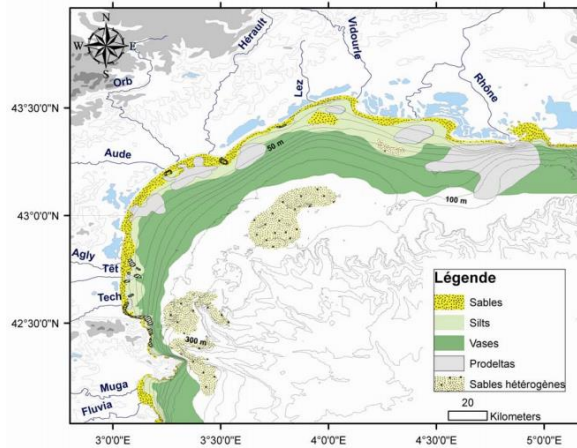 N
W E
S
Orb
Hérault
Lez
Vidourle
Rhône
Aude
Agly
Têt
Tech
Muga
Fluvia
50 m
100 m
300 m
43°30'0"N
43°0'0"N
42°30'0"N
3°0'0"E
3°30'0"E
4°0'0"E
4°30'0"E
5°0'0"E
Légende
Sables
Silts
Vases
Prodeltas
Sables hétérogènes
20
Kilometers